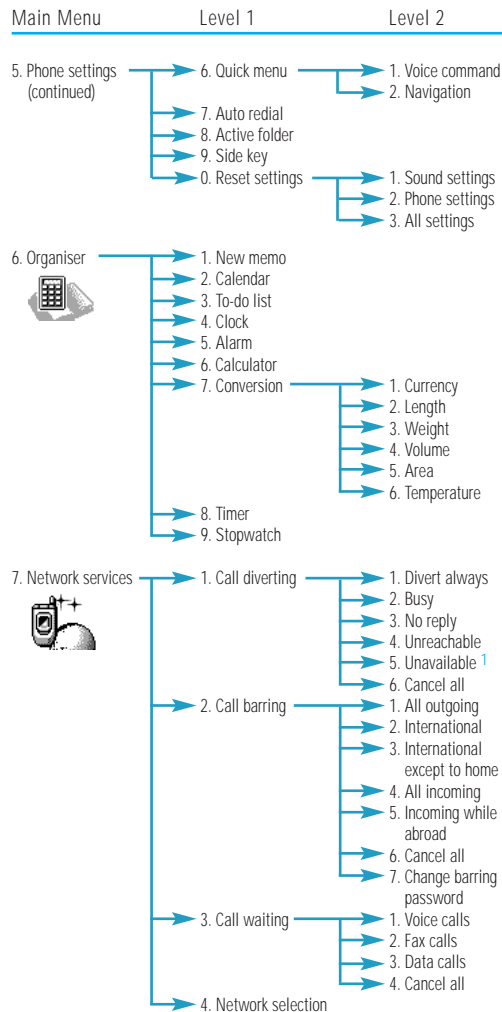 Main Menu Level 1 Level 2
5. Phone settings 6. Quick menu 1. Voice command
(continued) 2. Navigation
7. Auto redial
8. Active folder
9. Side key
0. Reset settings 1. Sound settings
2. Phone settings
3. All settings
6. Organiser 1. New memo
2. Calendar
3. To-do list
4. Clock
5. Alarm
6. Calculator
7. Conversion 1. Currency
2. Length
3. Weight
4. Volume
5. Area
6. Temperature
8. Timer
9. Stopwatch
7. Network services 1. Call diverting 1. Divert always
2. Busy
3. No reply
4. Unreachable
5. Unavailable 1
6. Cancel all
2. Call barring 1. All outgoing
2. International
3. International
except to home
4. All incoming
5. Incoming while
abroad
6. Cancel all
7. Change barring
password
3. Call waiting 1. Voice calls
2. Fax calls
3. Data calls
4. Cancel all
4. Network selection